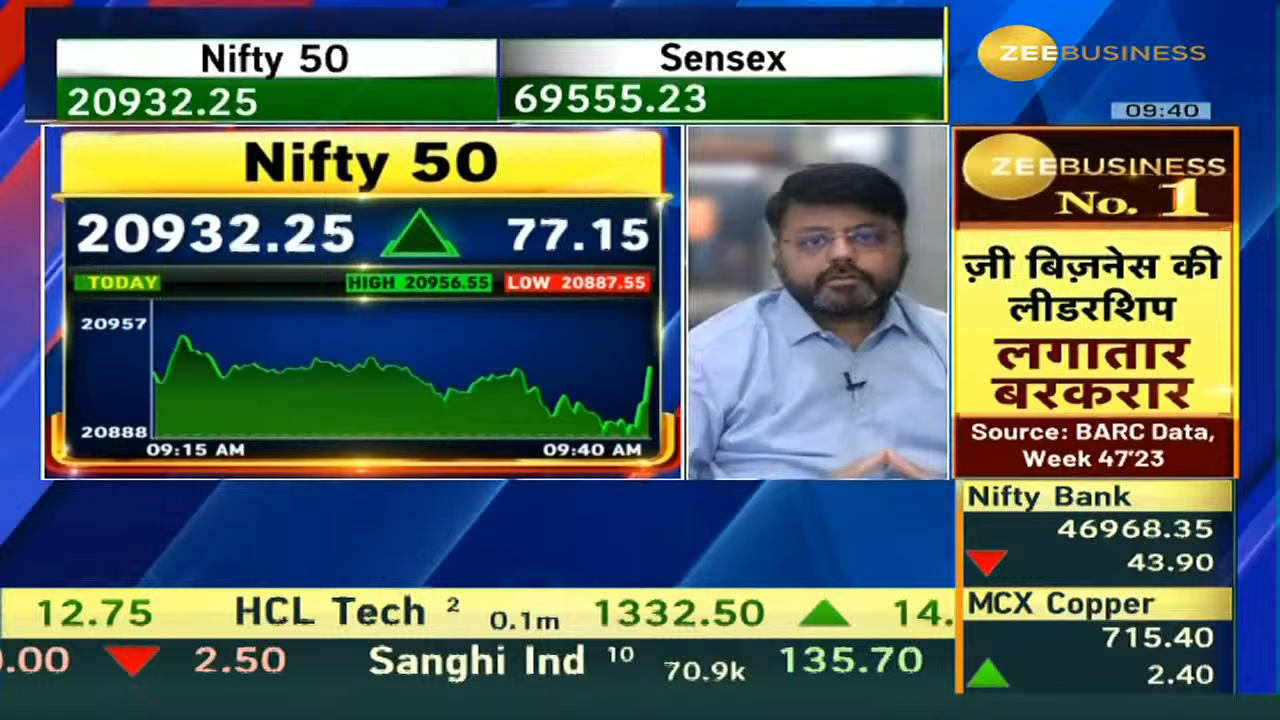 Nifty 50
Sensex
20932.25
69555.23
ZEEBUSINESS
09:40
Nifty 50
20932.25
77.15
TODAY
HIGH 20956.55
LOW 20887.55
20957
20888
09:15 AM
09:40 AM
ZEEBUSINESS
No. 1
ज़ी बिज़नेस की
लीडरशिप
लगातार
बरकरार
Source: BARC Data,
Week 47'23
Nifty Bank
46968.35
43.90
MCX Copper
715.40
2.40
12.75 HCL Tech 2 0.1m 1332.50 14.
0.00 2.50 Sanghi Ind 10 70.9k 135.70